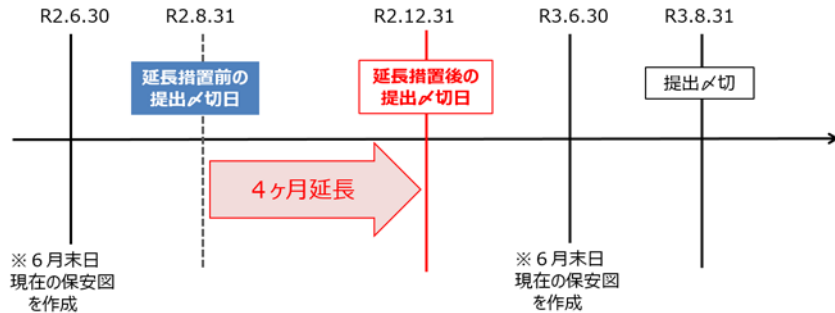 R2.6.30
R2.8.31
R2.12.31
R3.6.30
R3.8.31
延長措置前の
提出〆切日
延長措置後の
提出〆切日
提出〆切
４ヶ月延長
※６月末日
現在の保安図
を作成
※６月末日
現在の保安図
を作成